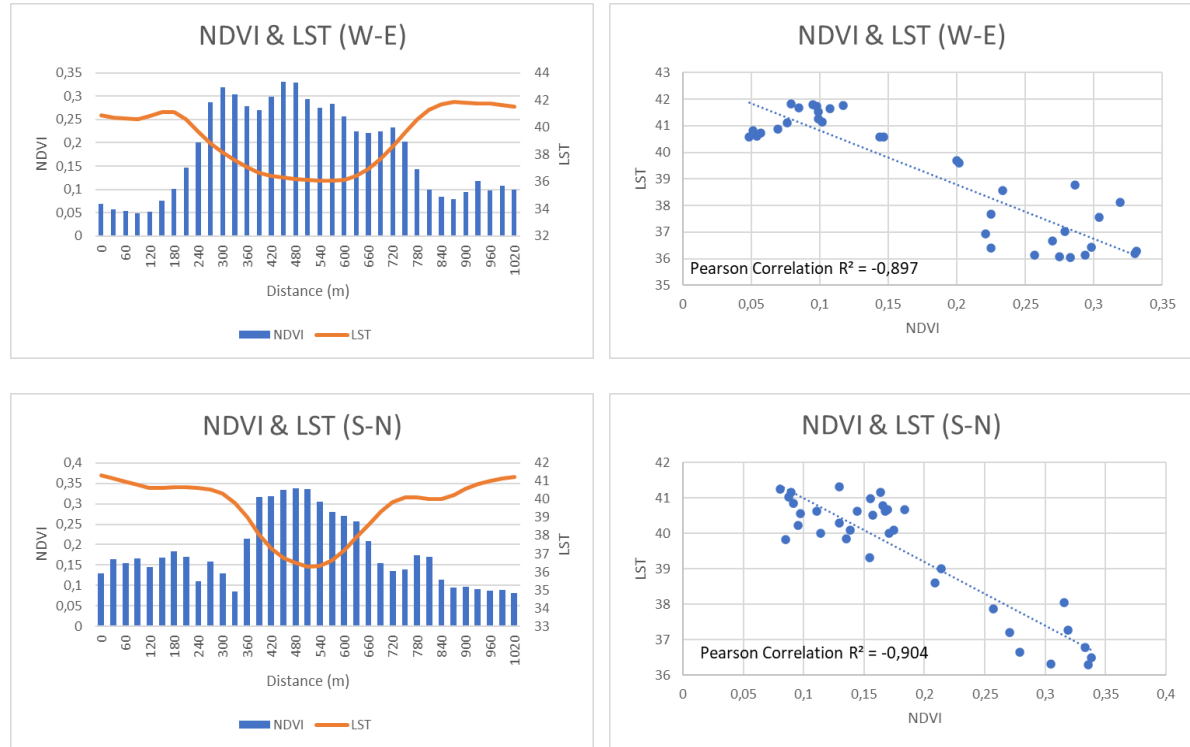 NDVI & LST (W-E)
0,35
0,3
0,25
0,2
0,15
0,1
0,05
0
NDVI
44
42
40
38
36
34
32
LST
0 60 120 180 240 300 360 420 480 540 600 660 720 780 840 900 960 1020
Distance (m)
NDVI LST
NDVI & LST (W-E)
43
42
41
40
39
38
37
36
35
LST
Pearson Correlation R² = -0,897
0 0,05 0,1 0,15 0,2 0,25 0,3 0,35
NDVI
NDVI & LST (S-N)
0,4
0,35
0,3
0,25
0,2
0,15
0,1
0,05
0
NDVI
42
41
40
39
38
37
36
35
34
33
LST
0 60 120 180 240 300 360 420 480 540 600 660 720 780 840 900 960 1020
Distance (m)
NDVI LST
NDVI & LST (S-N)
42
41
40
39
38
37
36
LST
Pearson Correlation R² = -0,904
0 0,05 0,1 0,15 0,2 0,25 0,3 0,35 0,4
NDVI